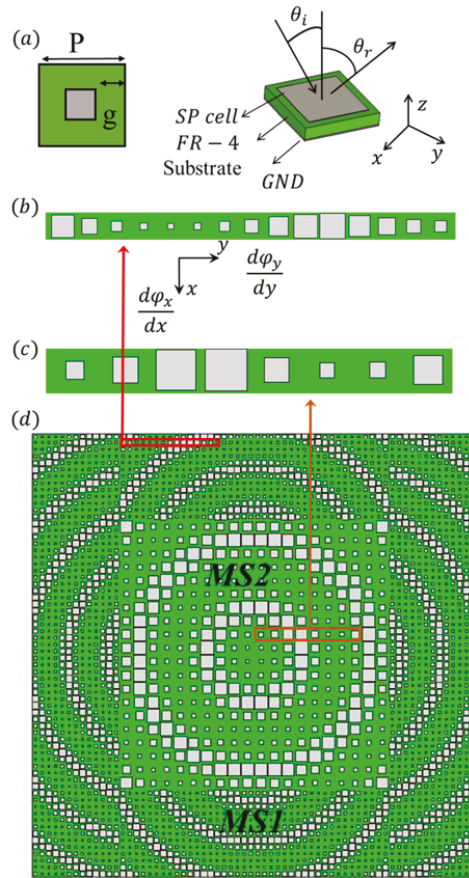 (a)
P
g
θi
θr
SP cell
FR − 4
Substrate
GND
z
x
y
(b)
y
x
dφx
dx
dφy
dy
(c)
(d)
MS2
MS1